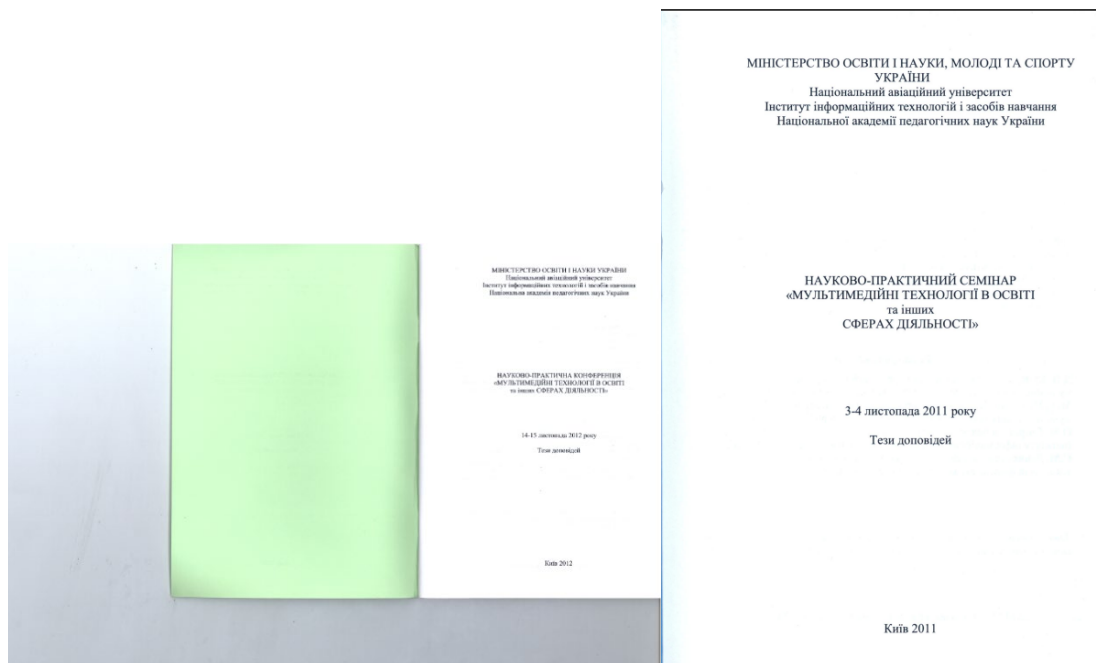 МІНІСТЕРСТВО ОСВІТИ І НАУКИ УКРАЇНИ
Національний авіаційний університет
Інститут інформаційних технологій і засобів навчання
Національна академія педагогічних наук України
НАУКОВО-ПРАКТИЧНА КОНФЕРЕНЦІЯ
«МУЛЬТИМЕДІЙНІ ТЕХНОЛОГІЇ В ОСВІТІ
та інших СФЕРАХ ДІЯЛЬНОСТІ»
14-15 листопада 2012 року
Тези доповідей
Київ 2012
МІНІСТЕРСТВО ОСВІТИ І НАУКИ, МОЛОДІ ТА СПОРТУ
УКРАЇНИ
Національний авіаційний університет
Інститут інформаційних технологій і засобів навчання
Національної академії педагогічних наук України
НАУКОВО-ПРАКТИЧНИЙ СЕМІНАР
«МУЛЬТИМЕДІЙНІ ТЕХНОЛОГІЇ В ОСВІТІ
та інших
СФЕРАХ ДІЯЛЬНОСТІ»
3-4 листопада 2011 року
Тези доповідей
Київ 2011